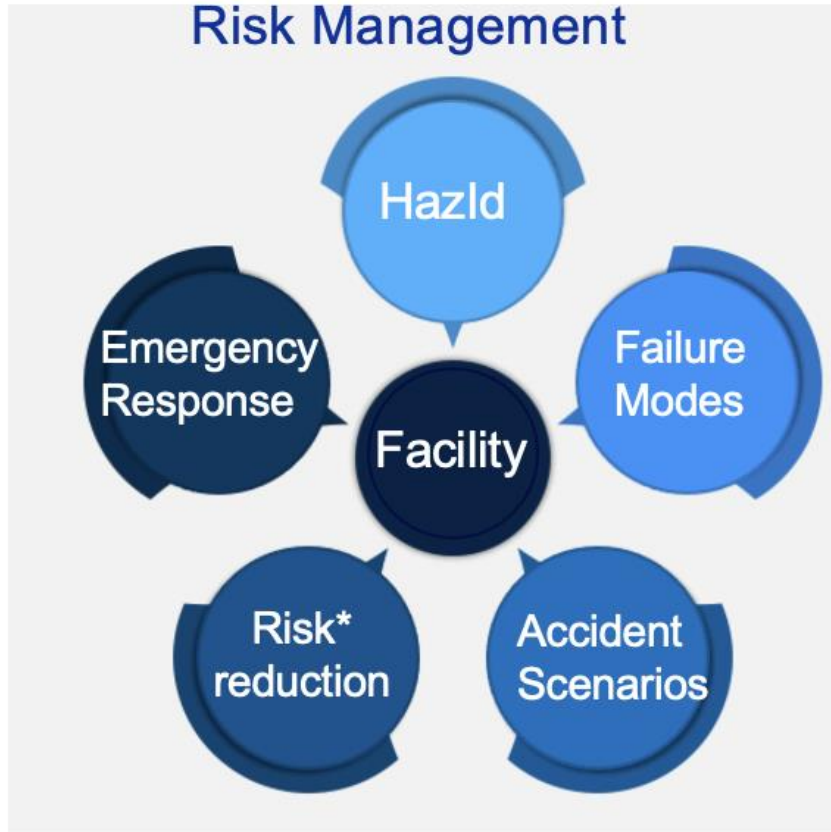 Risk Management
HazId
Failure
Modes
Accident
Scenarios
Risk*
reduction
Emergency
Response
Facility